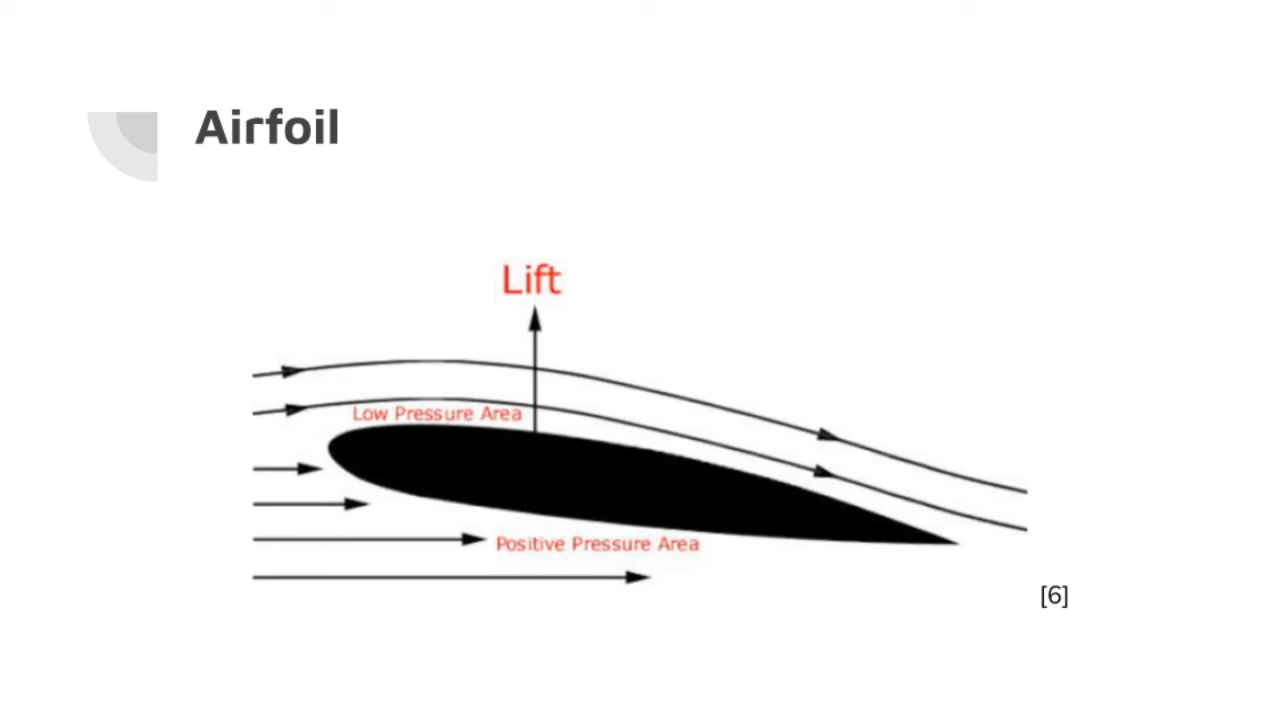 Airfoil
Lift
Low Pressure Area
Positive Pressure Area
[6]